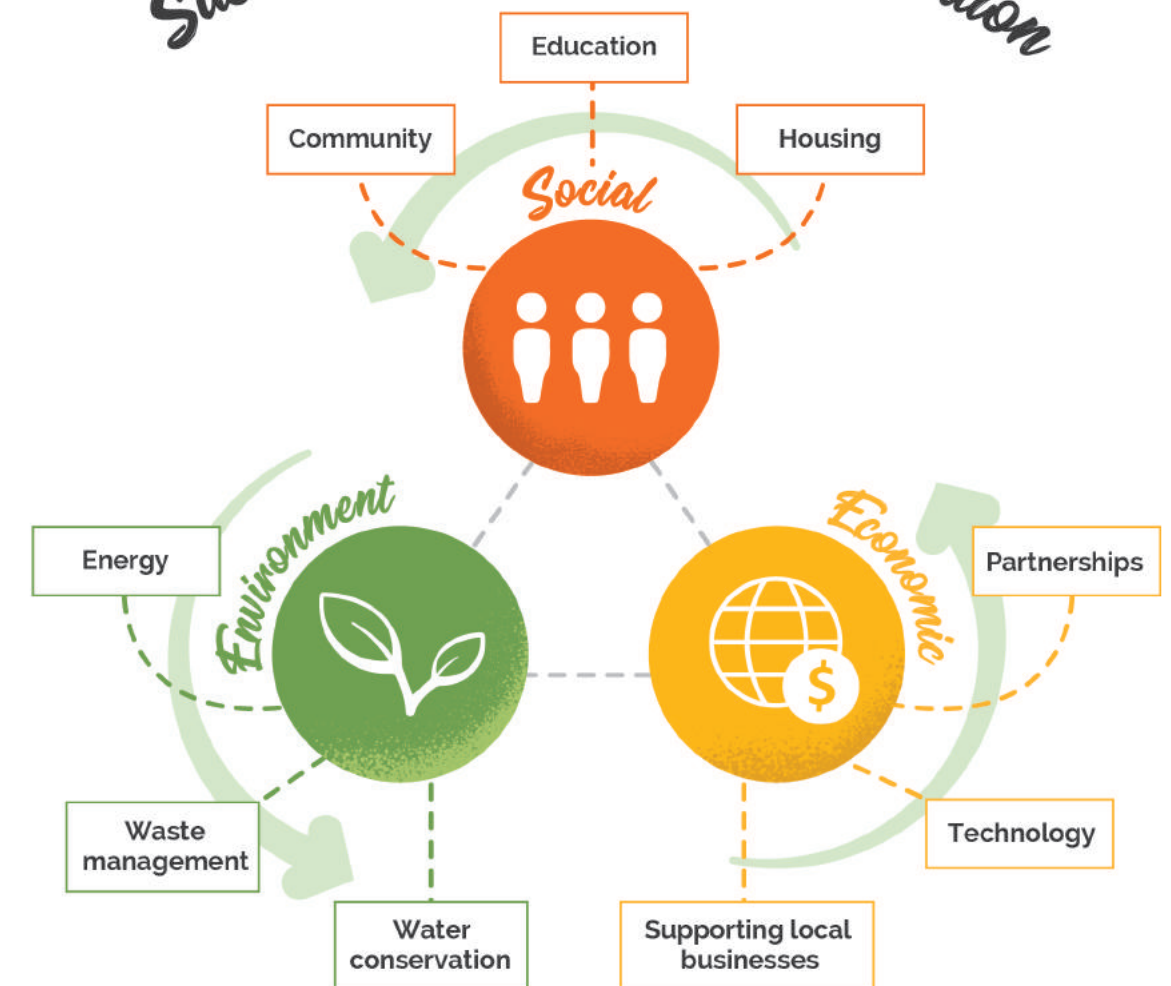 Education
Community
Housing
Social
Environment
Economic
Energy
Partnerships
Waste
management
Technology
Water
conservation
Supporting local
businesses
$